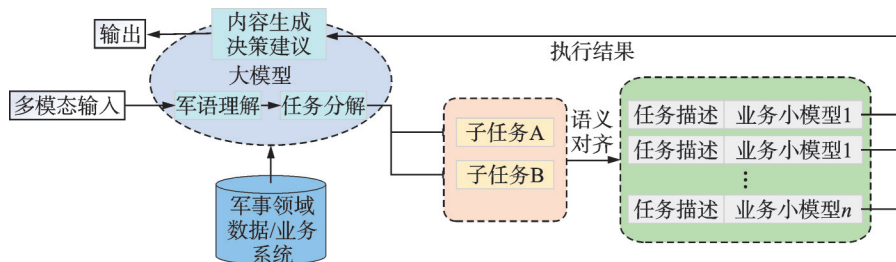 输出
内容生成
决策建议
执行结果
大模型
多模态输入
军语理解
任务分解
子任务A
子任务B
语义
对齐
任务描述 业务小模型1
任务描述 业务小模型1
⋮
任务描述 业务小模型n
军事领域
数据/业务
系统